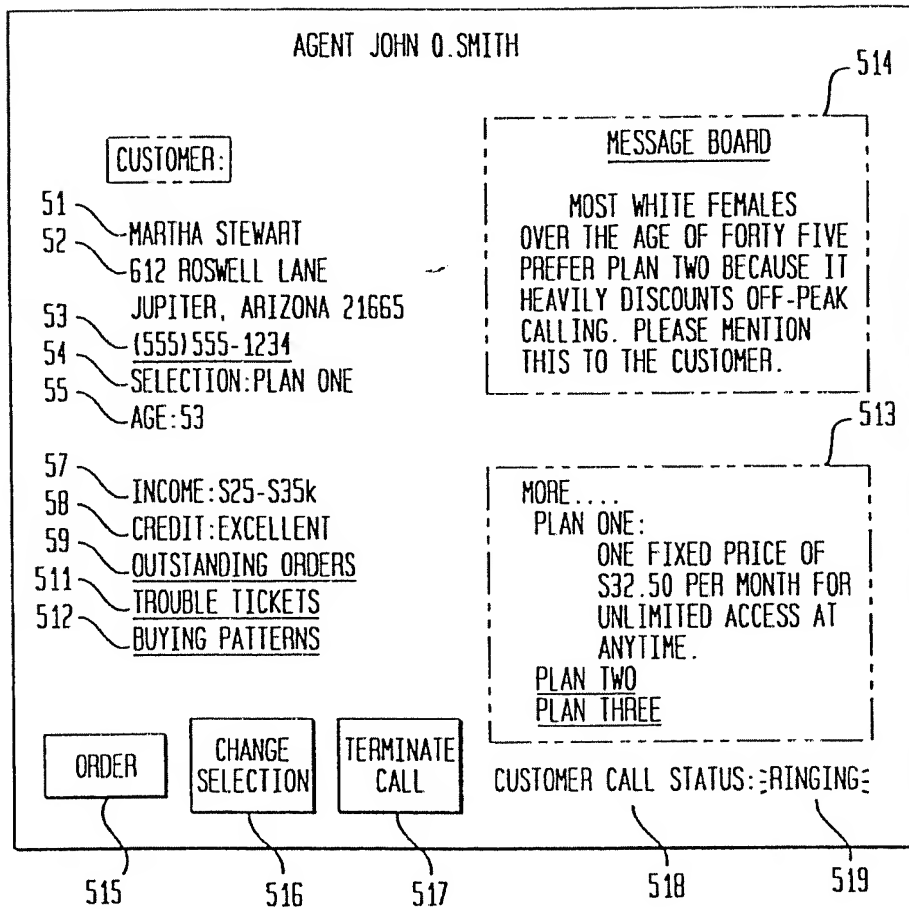 AGENT JOHN Q.SMITH
514
CUSTOMER:
51
MARTHA STEWART
52
612 ROSWELL LANE
JUPITER, ARIZONA 21665
53
(555)555-1234
54
SELECTION:PLAN ONE
55
AGE:53
57
INCOME:S25-S35k
58
CREDIT:EXCELLENT
59
OUTSTANDING ORDERS
511
TROUBLE TICKETS
512
BUYING PATTERNS
MESSAGE BOARD
MOST WHITE FEMALES
OVER THE AGE OF FORTY FIVE
PREFER PLAN TWO BECAUSE IT
HEAVILY DISCOUNTS OFF-PEAK
CALLING. PLEASE MENTION
THIS TO THE CUSTOMER.
513
MORE....
PLAN ONE:
ONE FIXED PRICE OF
S32.50 PER MONTH FOR
UNLIMITED ACCESS AT
ANYTIME.
PLAN TWO
PLAN THREE
ORDER
CHANGE
SELECTION
TERMINATE
CALL
CUSTOMER CALL STATUS: RINGING
515
516
517
518
519